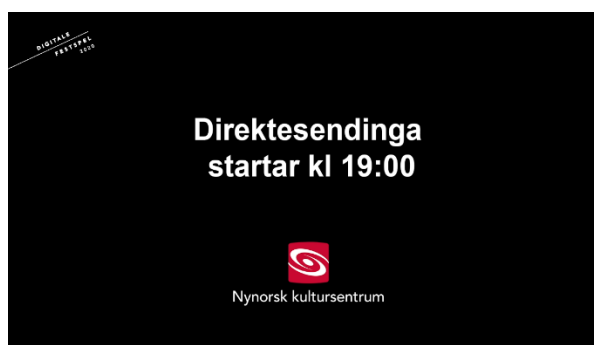 DIGITALE
FESTSPEL
2020
Direktesendinga
startar kl 19:00
Nynorsk kultursentrum